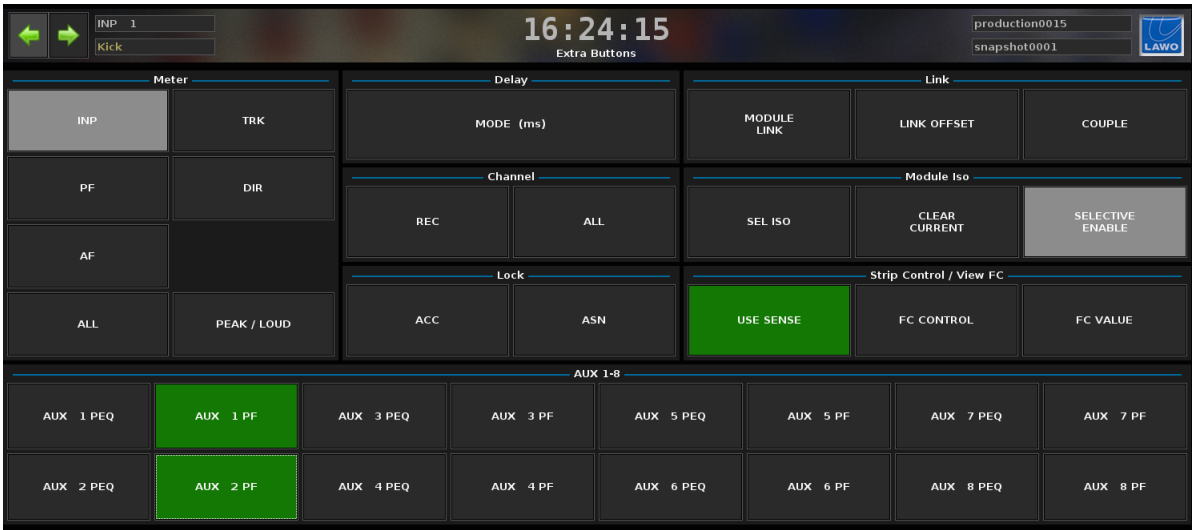 INP 1
Kick
16:24:15
Extra Buttons
production0015
snapshot0001
LAWO
Meter
INP
TRK
PF
DIR
AF
ALL
PEAK / LOUD
Delay
MODE (ms)
Channel
REC
ALL
Lock
ACC
ASN
Link
MODULE
LINK
LINK OFFSET
COUPLE
Module Iso
SEL ISO
CLEAR
CURRENT
SELECTIVE
ENABLE
Strip Control / View FC
USE SENSE
FC CONTROL
FC VALUE
AUX 1-8
AUX 1 PEQ
AUX 1 PF
AUX 3 PEQ
AUX 3 PF
AUX 5 PEQ
AUX 5 PF
AUX 7 PEQ
AUX 7 PF
AUX 2 PEQ
AUX 2 PF
AUX 4 PEQ
AUX 4 PF
AUX 6 PEQ
AUX 6 PF
AUX 8 PEQ
AUX 8 PF